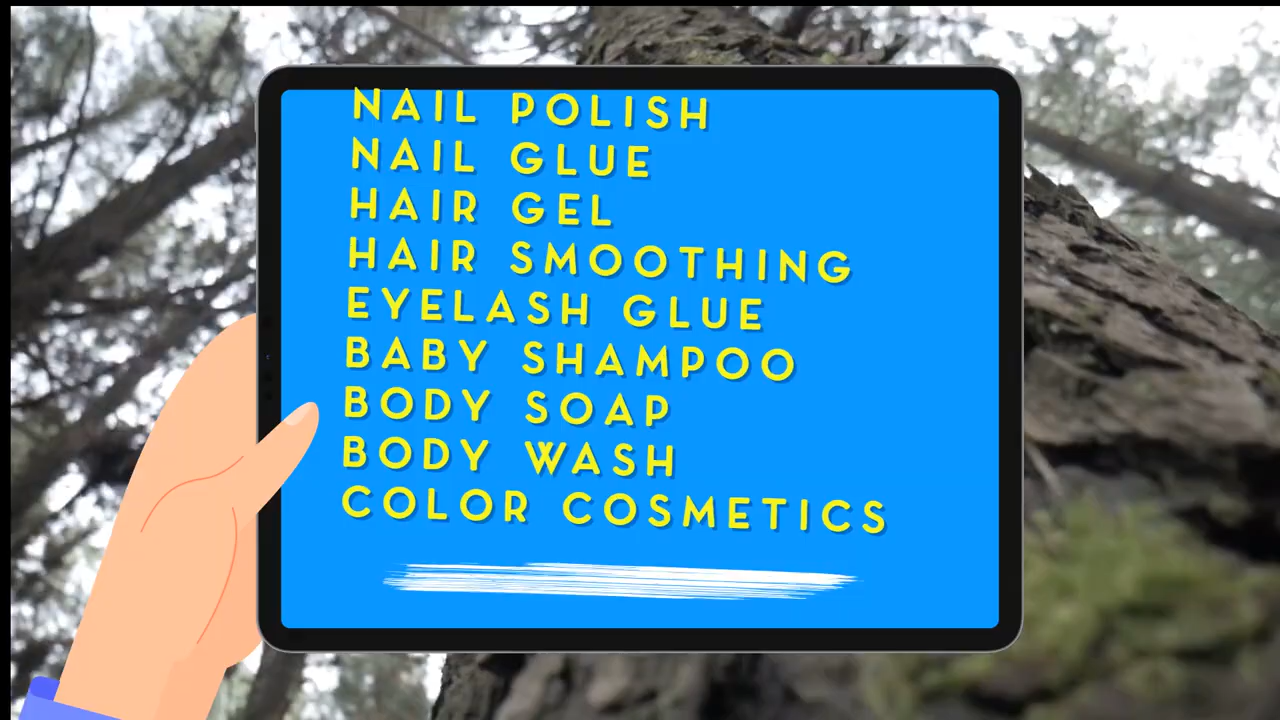 NAIL POLISH
NAIL GLUE
HAIR GEL
HAIR SMOOTHING
EYELASH GLUE
BABY SHAMPOO
BODY SOAP
BODY WASH
COLOR COSMETICS